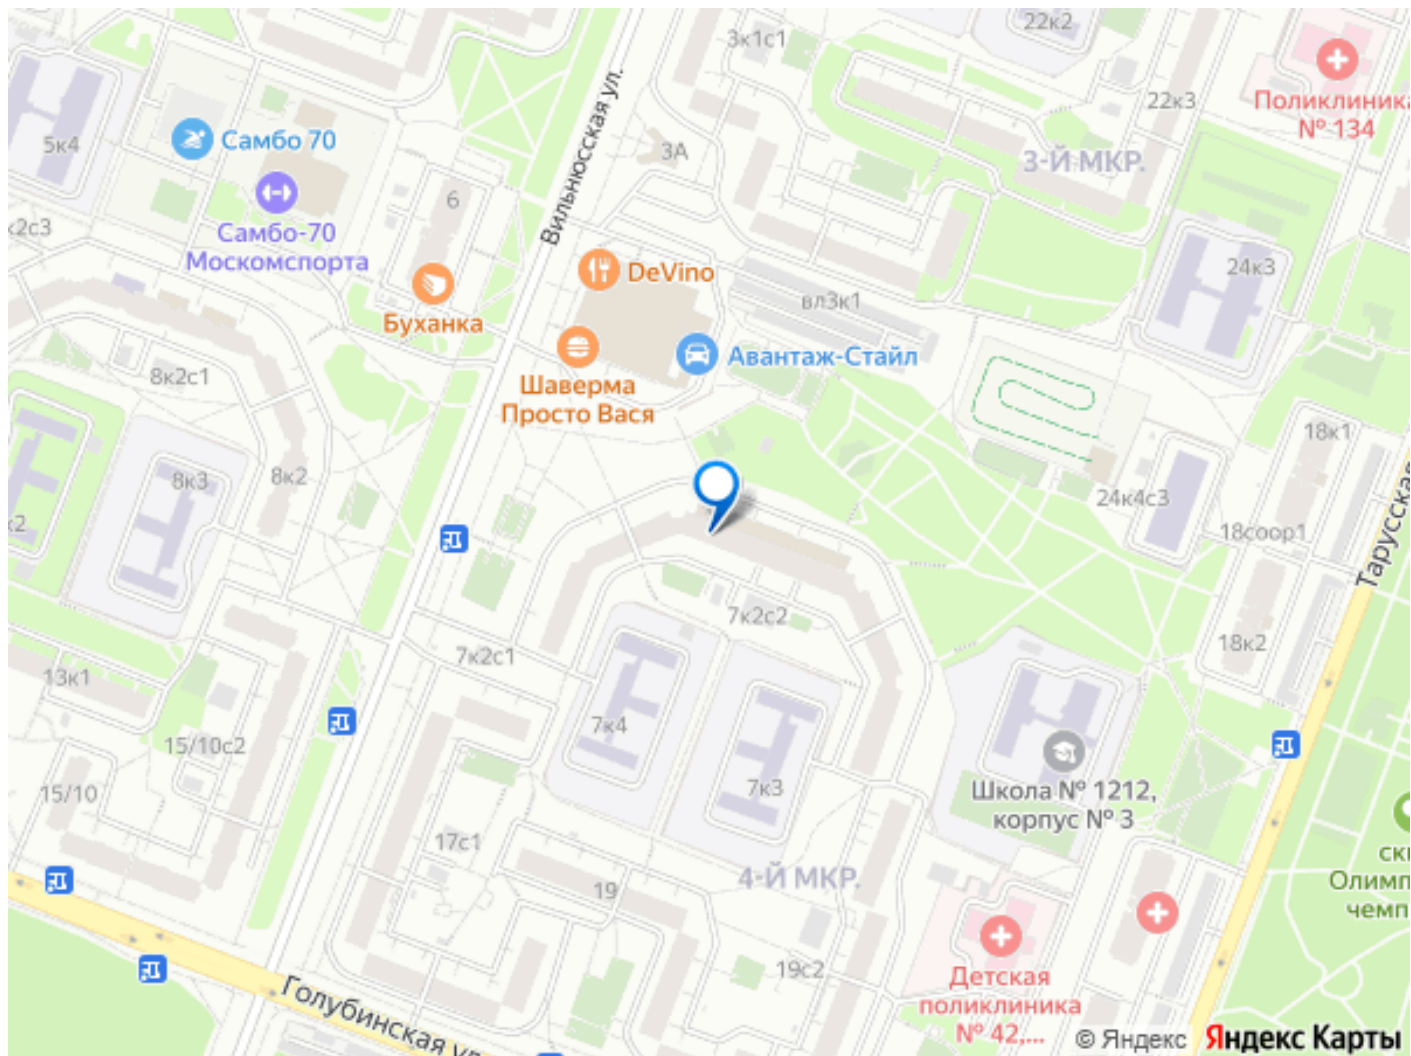 22к2
3к1с1
22к3
Поликлиника
№ 134
5к4
Самбо 70
Вильнюсская ул.
3А
3-Й МКР.
6
Самбо-70
Москомспорта
DeVino
24к3
вл3к1
Буханка
Авантаж-Стайл
8к2с1
Шаверма
Просто Вася
18к1
8к3
8к2
24к4с3
18соор1
Тарусская
7к2с2
18к2
7к2с1
13к1
7к4
15/10с2
7к3
Школа № 1212,
корпус № 3
15/10
17с1
19
4-Й МКР.
19с2
Олимп
чемп
Детская
поликлиника
№ 42,...
Голубинская ул
© Яндекс
Яндекс Карты